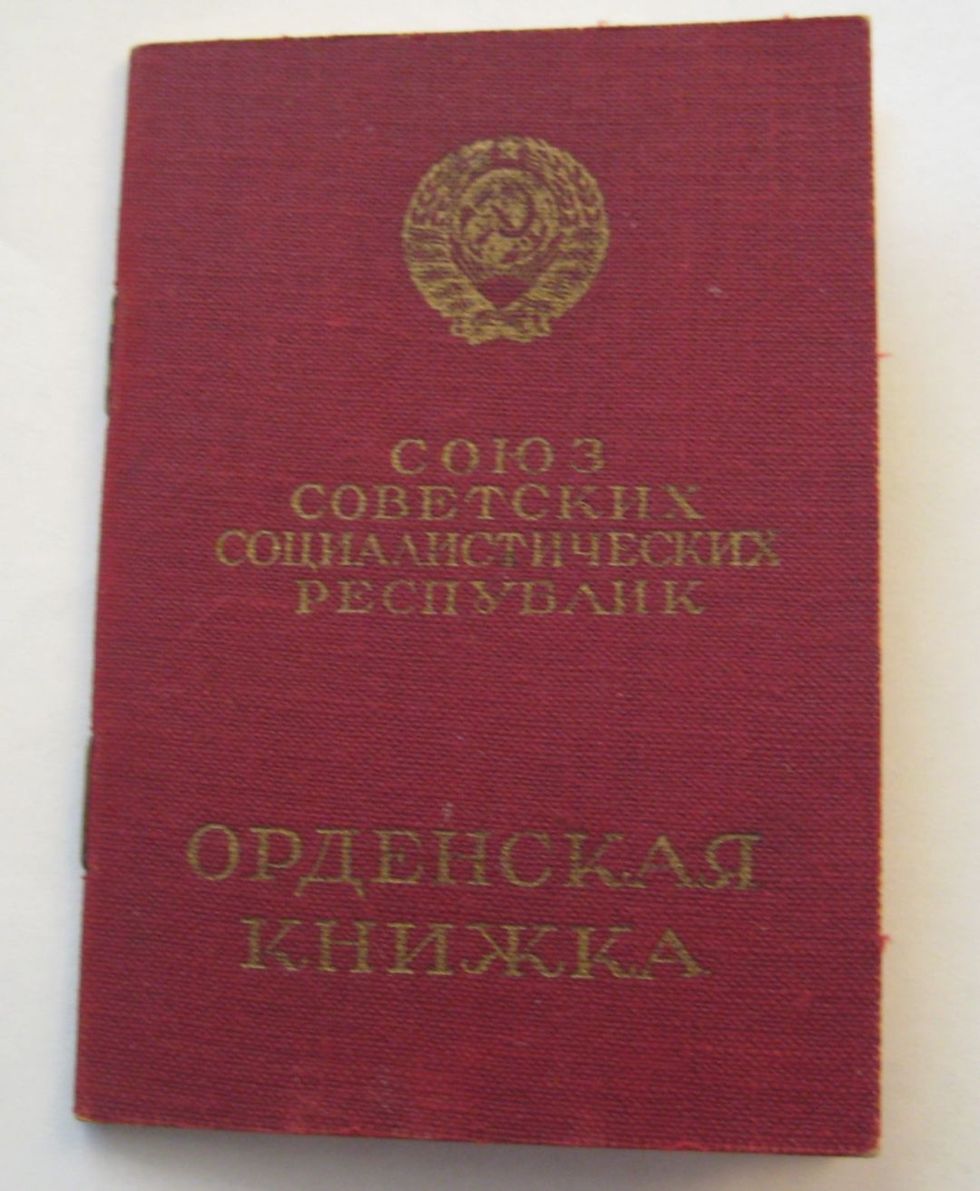 СОЮЗ
СОВЕТСКИХ
СОЦИАЛИСТИЧЕСКИХ
РЕСПУБЛИК
ОРДЕНСКАЯ
КНИЖКА